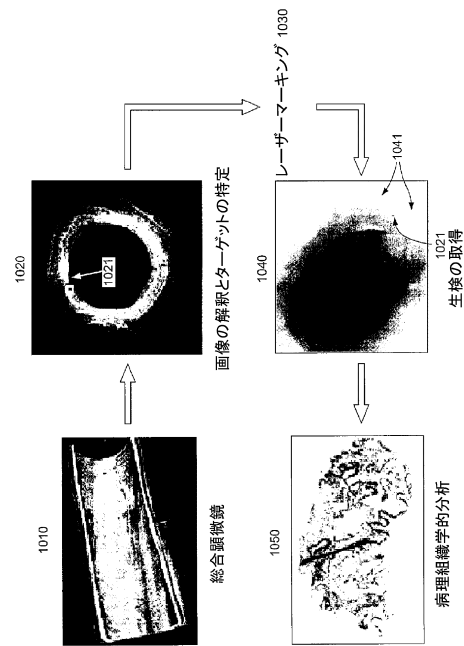 1010
総合顕微鏡
1020
1021
画像の解釈とターゲットの特定
レーザーマーキング 1030
1040
1041
1021
生検の取得
1050
病理組織学的分析